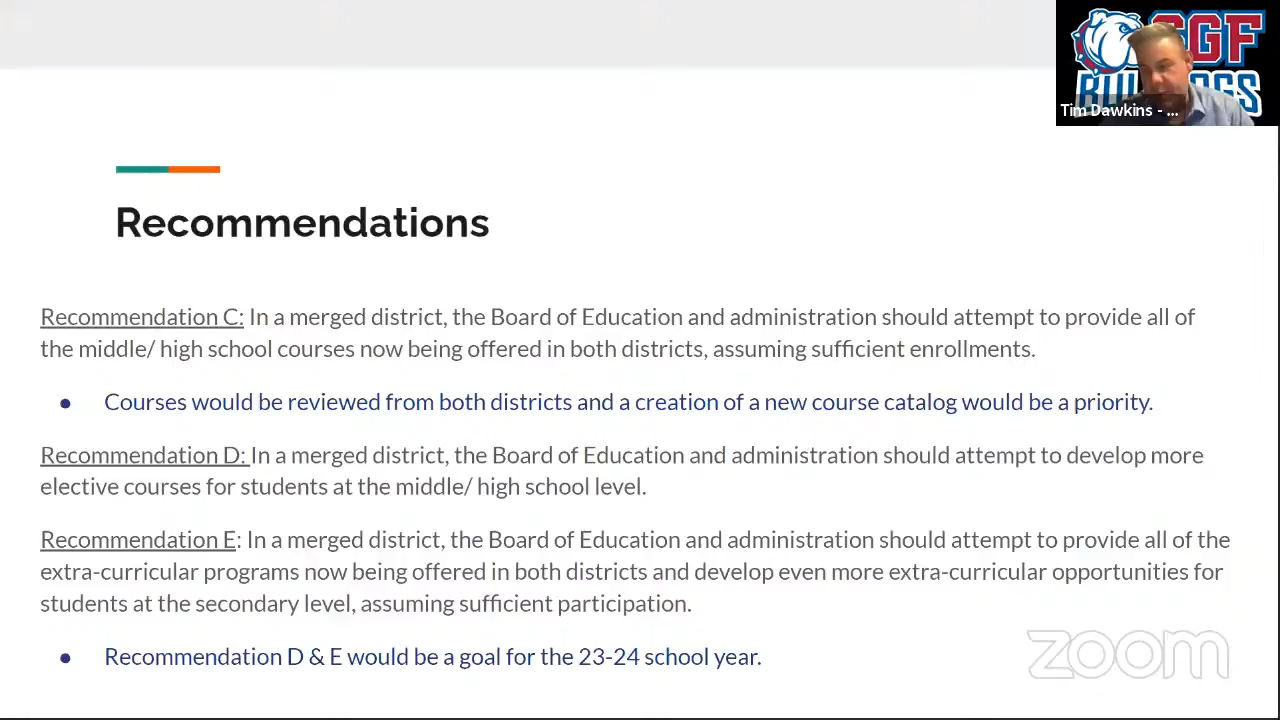 SGF
BULLDOGS
Tim Dawkins - ...
Recommendations
Recommendation C: In a merged district, the Board of Education and administration should attempt to provide all of
the middle/ high school courses now being offered in both districts, assuming sufficient enrollments.
● Courses would be reviewed from both districts and a creation of a new course catalog would be a priority.
Recommendation D: In a merged district, the Board of Education and administration should attempt to develop more
elective courses for students at the middle/ high school level.
Recommendation E: In a merged district, the Board of Education and administration should attempt to provide all of the
extra-curricular programs now being offered in both districts and develop even more extra-curricular opportunities for
students at the secondary level, assuming sufficient participation.
● Recommendation D & E would be a goal for the 23-24 school year.
zoom